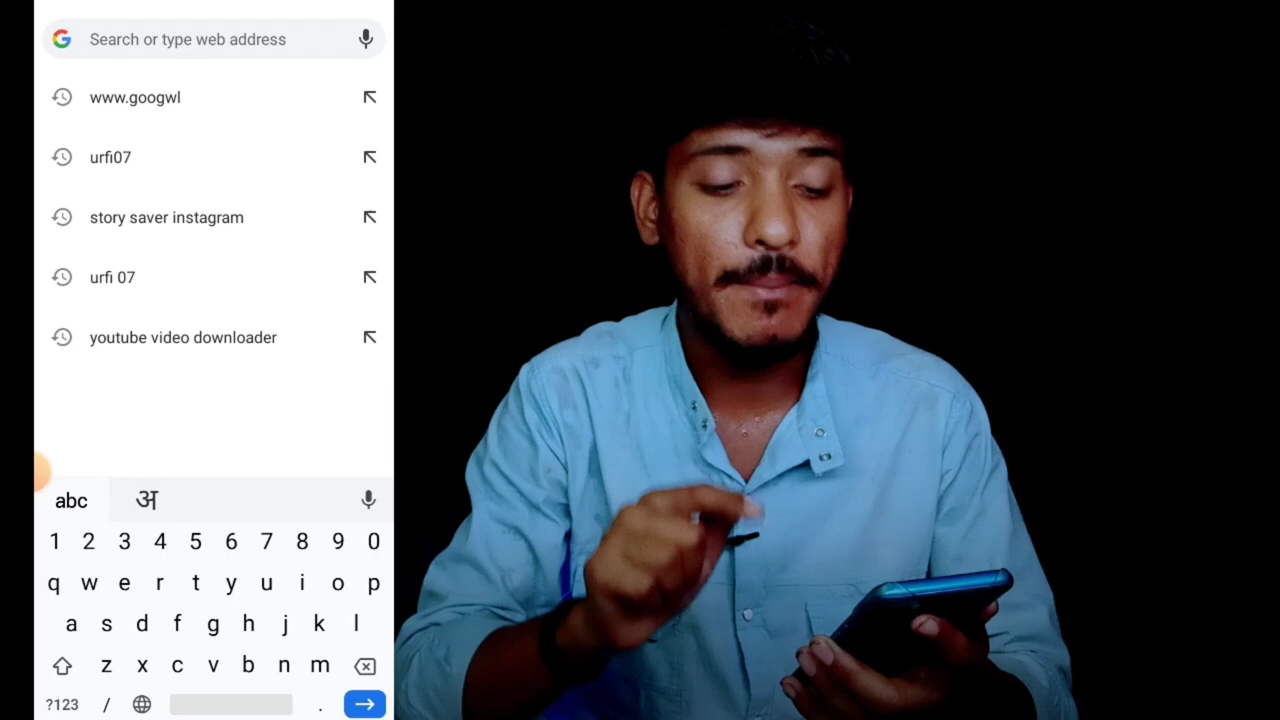 Search or type web address
www.googwl
urfi07
story saver instagram
urfi 07
youtube video downloader
abc अ
1 2 3 4 5 6 7 8 9 0
q w e r t y u i o p
a s d f g h j k l
z x c v b n m
?123 / .